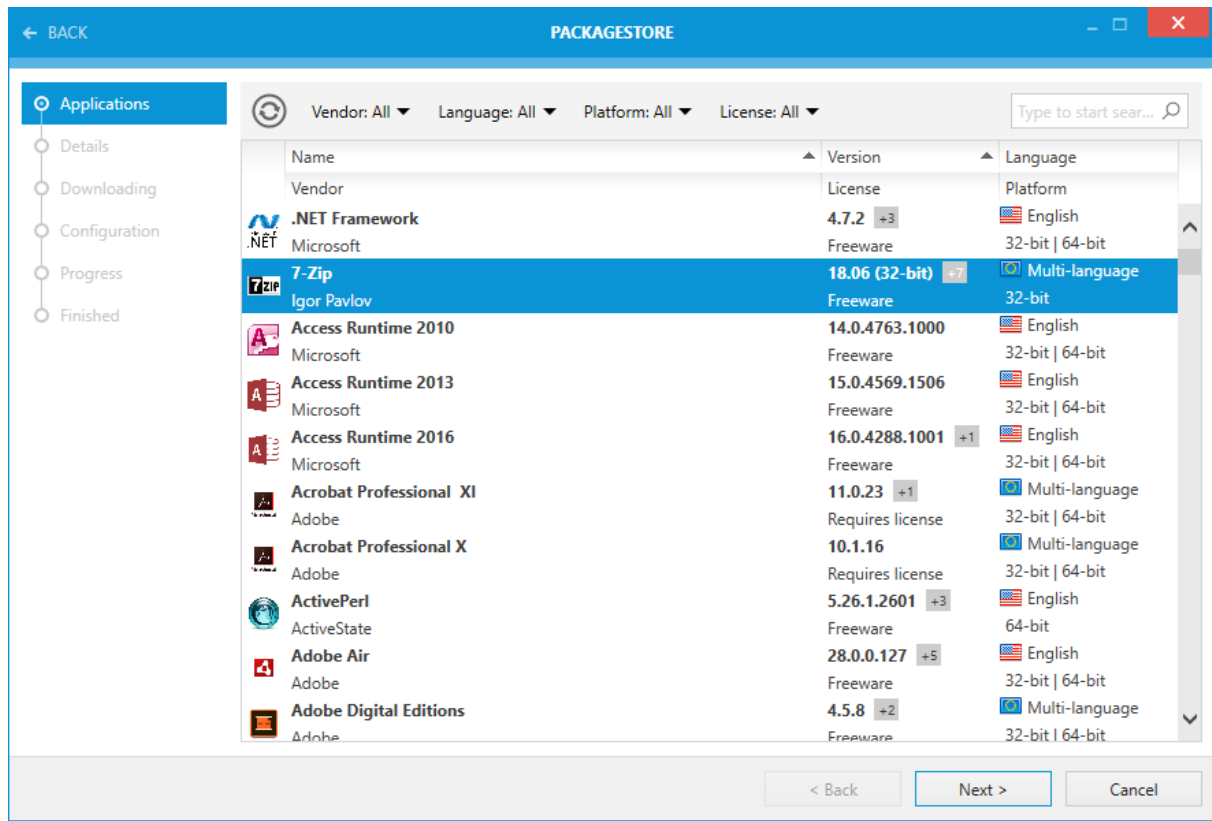 ← BACK
PACKAGESTORE
Applications
Details
Downloading
Configuration
Progress
Finished
Vendor: All Language: All Platform: All License: All Type to start sear...
Name Version Language
Vendor License Platform
.NET Framework 4.7.2 +3 English
.NET Microsoft Freeware 32-bit | 64-bit
7-Zip 18.06 (32-bit) +7 Multi-language
7ZIP Igor Pavlov Freeware 32-bit
Access Runtime 2010 14.0.4763.1000 English
A Microsoft Freeware 32-bit | 64-bit
Access Runtime 2013 15.0.4569.1506 English
A Microsoft Freeware 32-bit | 64-bit
Access Runtime 2016 16.0.4288.1001 +1 English
A Microsoft Freeware 32-bit | 64-bit
Acrobat Professional XI 11.0.23 +1 Multi-language
Adobe Requires license 32-bit | 64-bit
Acrobat Professional X 10.1.16 Multi-language
Adobe Requires license 32-bit | 64-bit
ActivePerl 5.26.1.2601 +3 English
ActiveState Freeware 64-bit
Adobe Air 28.0.0.127 +5 English
Adobe Freeware 32-bit | 64-bit
Adobe Digital Editions 4.5.8 +2 Multi-language
Adobe Freeware 32-bit | 64-bit
< Back Next > Cancel